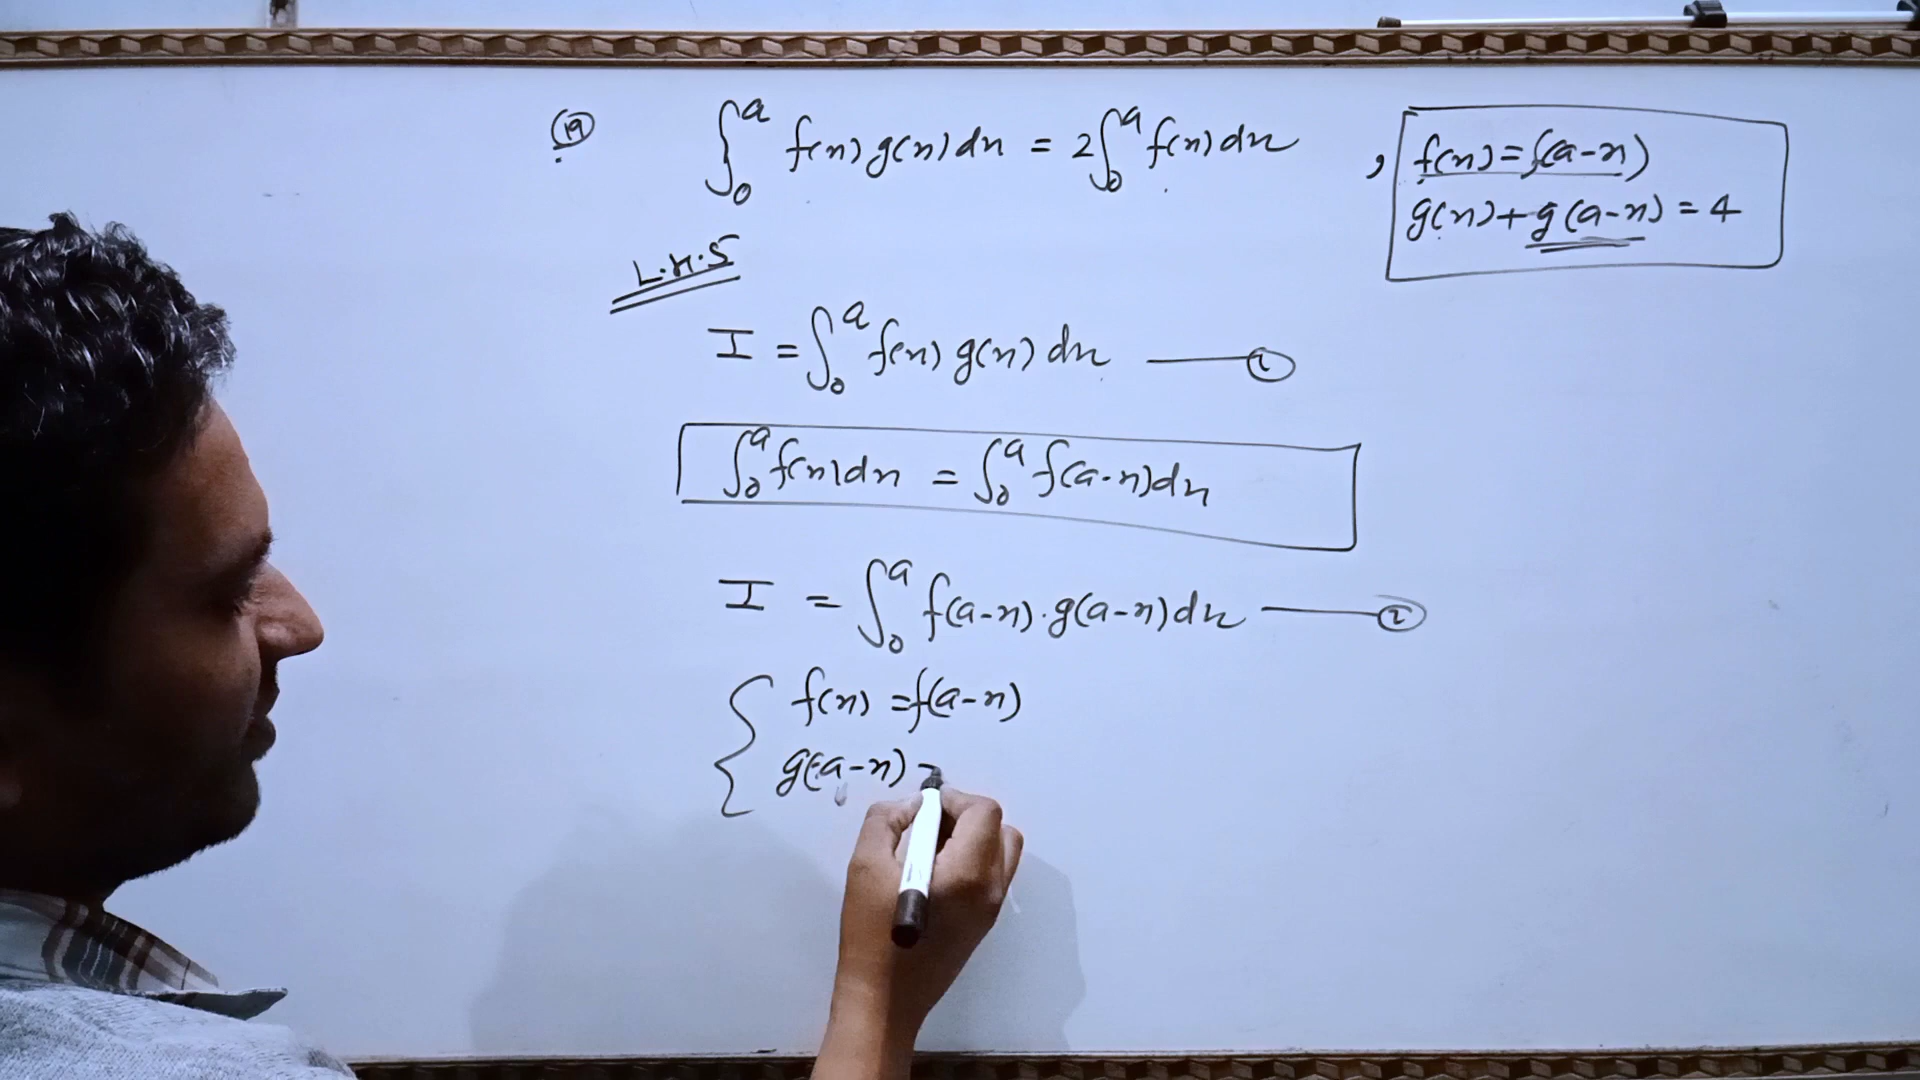 (19) ∫₀ᵃ f(x) g(x) dx = 2∫₀ᵃ f(x) dx , f(x) = f(a-x)
g(x) + g(a-x) = 4
L.H.S
I = ∫₀ᵃ f(x) g(x) dx —— (1)
∫₀ᵃ f(x) dx = ∫₀ᵃ f(a-x) dx
I = ∫₀ᵃ f(a-x) · g(a-x) dx —— (2)
{ f(x) = f(a-x)
g(a-x) -